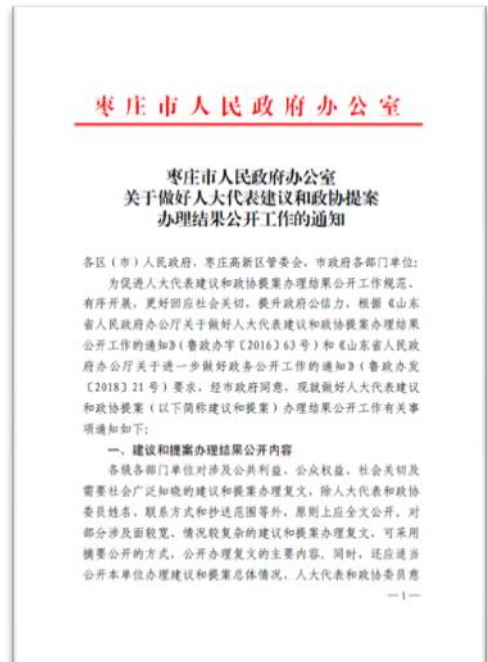 枣庄市人民政府办公室
枣庄市人民政府办公室
关于做好人大代表建议和政协提案
办理结果公开工作的通知
各区（市）人民政府，枣庄高新区管委会，市政府各部门单位：
为促进人大代表建议和政协提案办理结果公开工作规范、
有序开展，更好回应社会关切，提升政府公信力，根据《山东
省人民政府办公厅关于做好人大代表建议和政协提案办理结果
公开工作的通知》（鲁政办字〔2016〕63号）和《山东省人民政
府办公厅关于进一步做好政务公开工作的通知》（鲁政办发
〔2018〕21号）要求，经市政府同意，现就做好人大代表建议
和政协提案（以下简称建议和提案）办理结果公开工作有关事
项通知如下：
一、建议和提案办理结果公开内容
各级各部门单位对涉及公共利益、公众权益、社会关切及
需要社会广泛知晓的建议和提案办理复文，除人大代表和政协
委员姓名、联系方式和抄送范围等外，原则上应全文公开，对
部分涉及面较宽、情况较复杂的建议和提案办理复文，可采用
摘要公开的方式，公开办理复文的主要内容。同时，还应适当
公开本单位办理建议和提案总体情况，人大代表和政协委员意
—1—